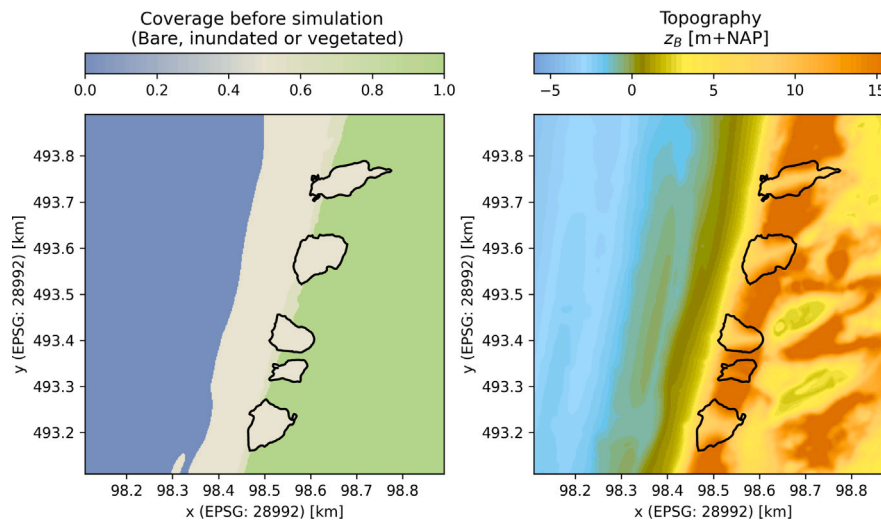 Coverage before simulation
(Bare, inundated or vegetated)
0.0 0.2 0.4 0.6 0.8 1.0
493.8
493.7
493.6
493.5
493.4
493.3
493.2
y (EPSG: 28992) [km]
98.2 98.3 98.4 98.5 98.6 98.7 98.8
x (EPSG: 28992) [km]
Topography
z_B [m+NAP]
−5 0 5 10 15
493.8
493.7
493.6
493.5
493.4
493.3
493.2
y (EPSG: 28992) [km]
98.2 98.3 98.4 98.5 98.6 98.7 98.8
x (EPSG: 28992) [km]